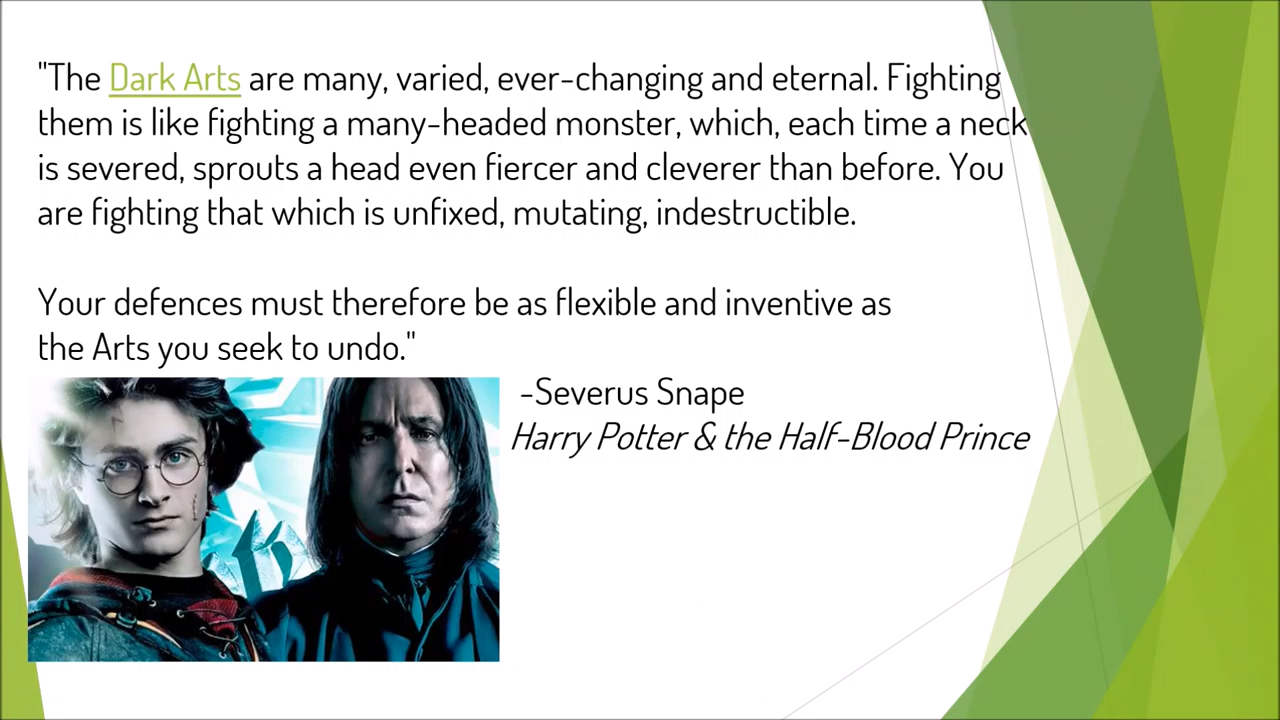 "The Dark Arts are many, varied, ever-changing and eternal. Fighting
them is like fighting a many-headed monster, which, each time a neck
is severed, sprouts a head even fiercer and cleverer than before. You
are fighting that which is unfixed, mutating, indestructible.
Your defences must therefore be as flexible and inventive as
the Arts you seek to undo."
-Severus Snape
Harry Potter & the Half-Blood Prince